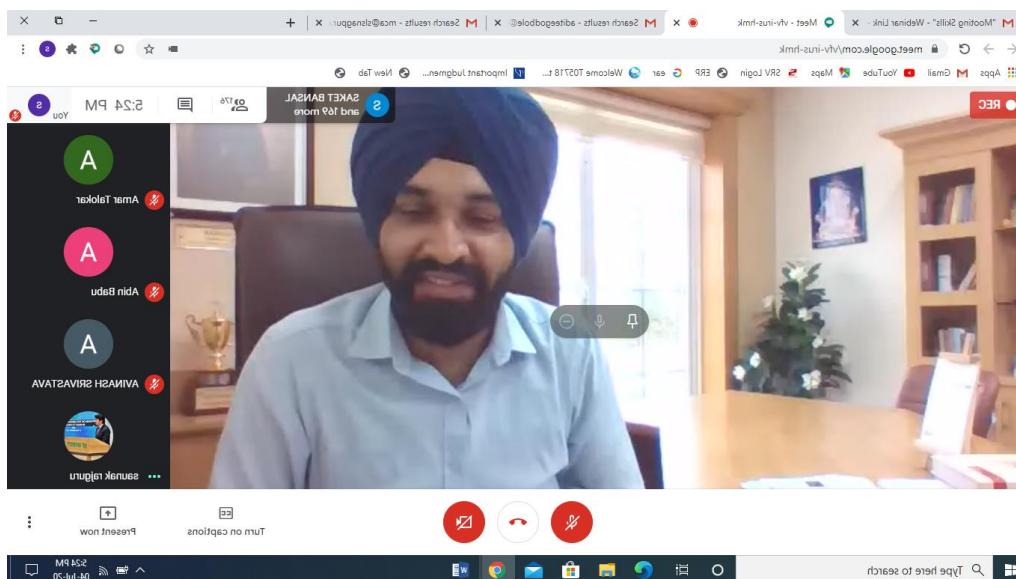 "Mooting Skills" - Webinar Link -
Meet - vfv-irus-hmk
Search results - aditeegodbole@
Search results - mca@slsnagpur.
meet.google.com/vfv-irus-hmk
Apps
Gmail
YouTube
Maps
SRV Login
ERP
ear
Welcome T05718 t...
Important Judgmen...
New Tab
REC
SAKET BANSAL
and 169 more
176
5:24 PM
You
Amar Talokar
Abin Babu
AVINASH SRIVASTAVA
saunak rajguru
Turn on captions
Present now
Type here to search
5:24 PM
04-Jul-20